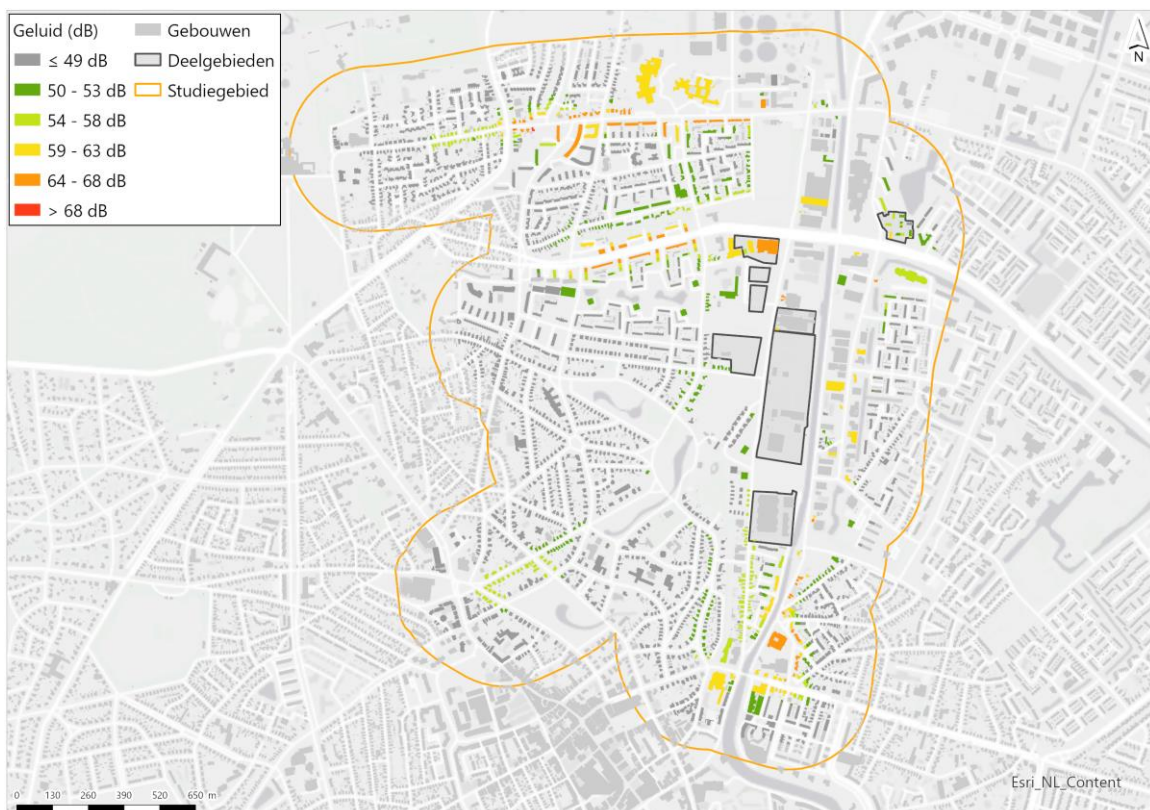 Geluid (dB)
≤ 49 dB
50 - 53 dB
54 - 58 dB
59 - 63 dB
64 - 68 dB
> 68 dB
Gebouwen
Deelgebieden
Studiegebied
N
0 130 260 390 520 650 m
Esri_NL_Content